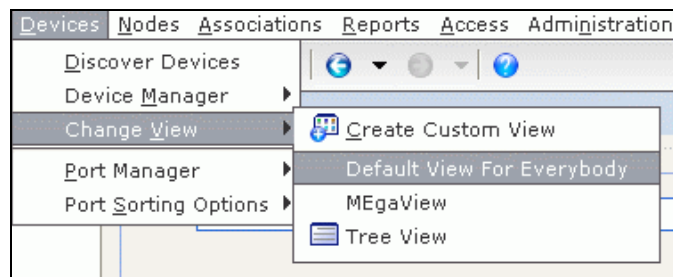 Devices Nodes Associations Reports Access Administration
Discover Devices
Device Manager
Change View
Create Custom View
Default View For Everybody
Port Manager
MEgaView
Port Sorting Options
Tree View